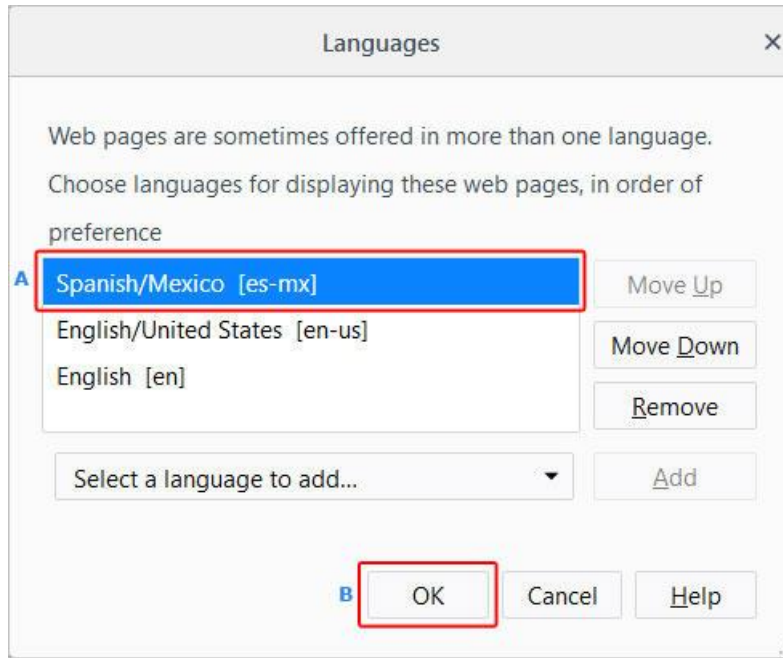 Languages
Web pages are sometimes offered in more than one language.
Choose languages for displaying these web pages, in order of
preference
A
Spanish/Mexico [es-mx]
Move Up
English/United States [en-us]
Move Down
English [en]
Remove
Select a language to add...
Add
B
OK
Cancel
Help